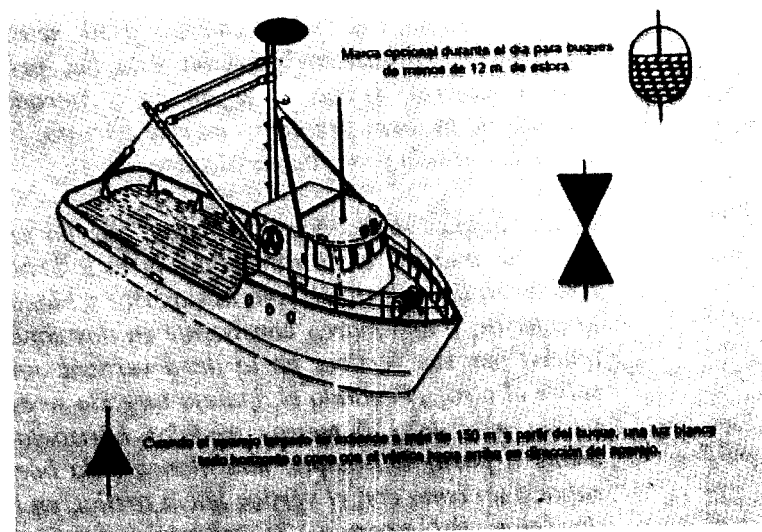 Marca opcional durante el dia para buques
de menos de 12 m. de eslora
Cuando el aparejo largado se extiende a más de 150 m. a partir del buque, una luz blanca
todo horizonte o cono con el vértice hacia arriba en dirección del aparejo.